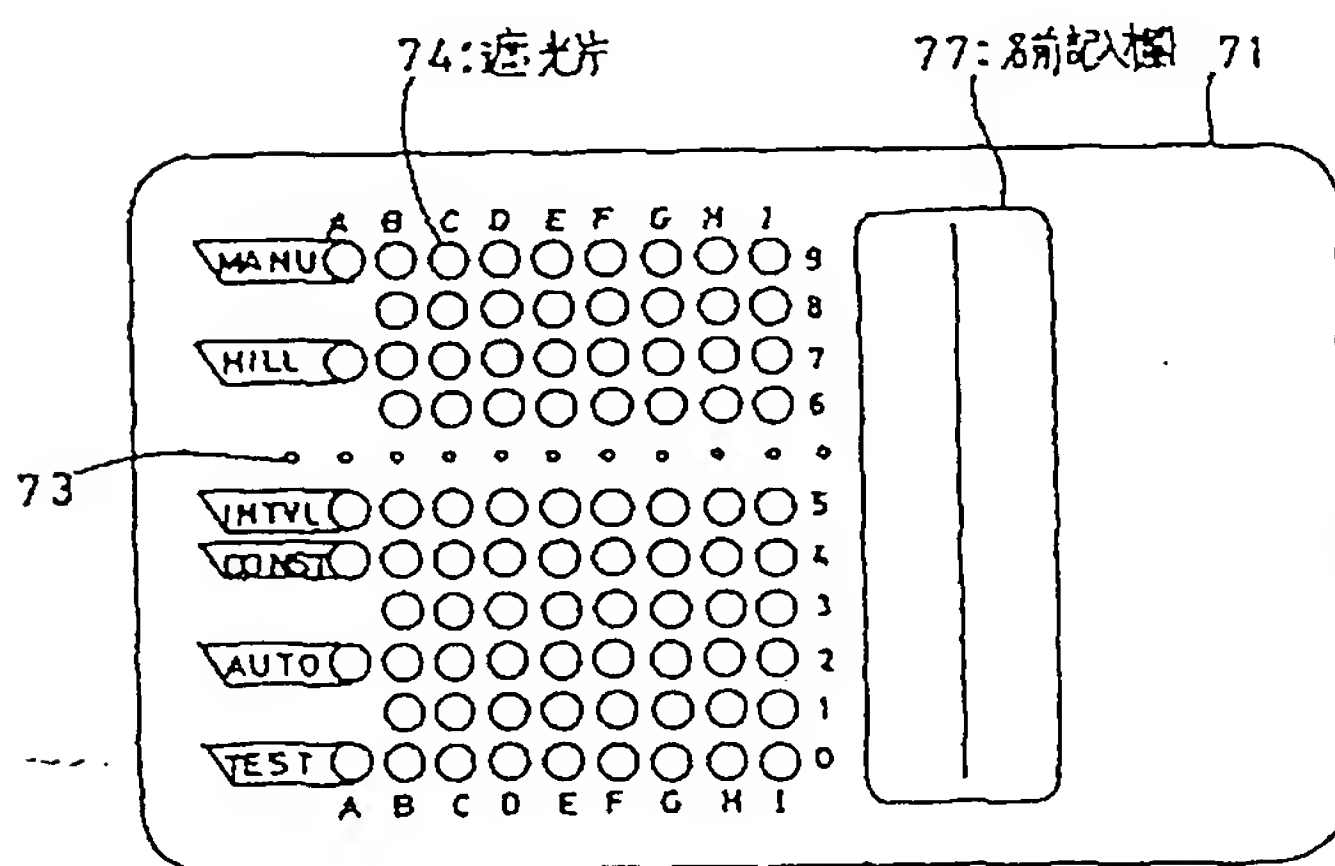 74:遮光片 77:名前記入欄 71
A B C D E F G H I
MANU 9
8
HILL 7
6
73
INTVL 5
CONST 4
3
AUTO 2
1
TEST 0
A B C D E F G H I